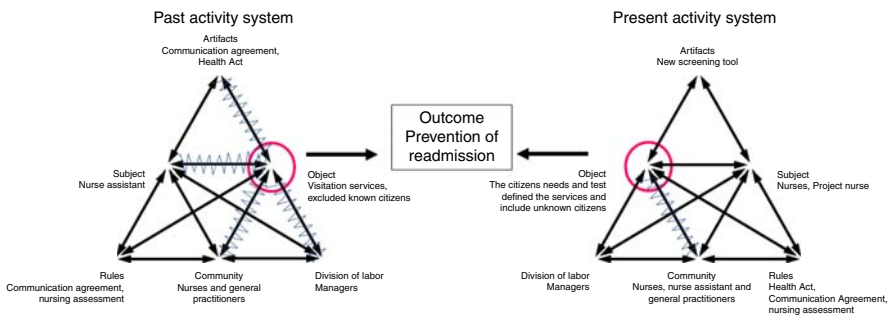 Past activity system
Artifacts
Communication agreement,
Health Act
Subject
Nurse assistant
Object
Visitation services,
excluded known citizens
Rules
Communication agreement,
nursing assessment
Community
Nurses and general
practitioners
Division of labor
Managers
Outcome
Prevention of
readmission
Present activity system
Artifacts
New screening tool
Object
The citizens needs and test
defined the services and
include unknown citizens
Subject
Nurses, Project nurse
Division of labor
Managers
Community
Nurses, nurse assistant and
general practitioners
Rules
Health Act,
Communication Agreement,
nursing assessment